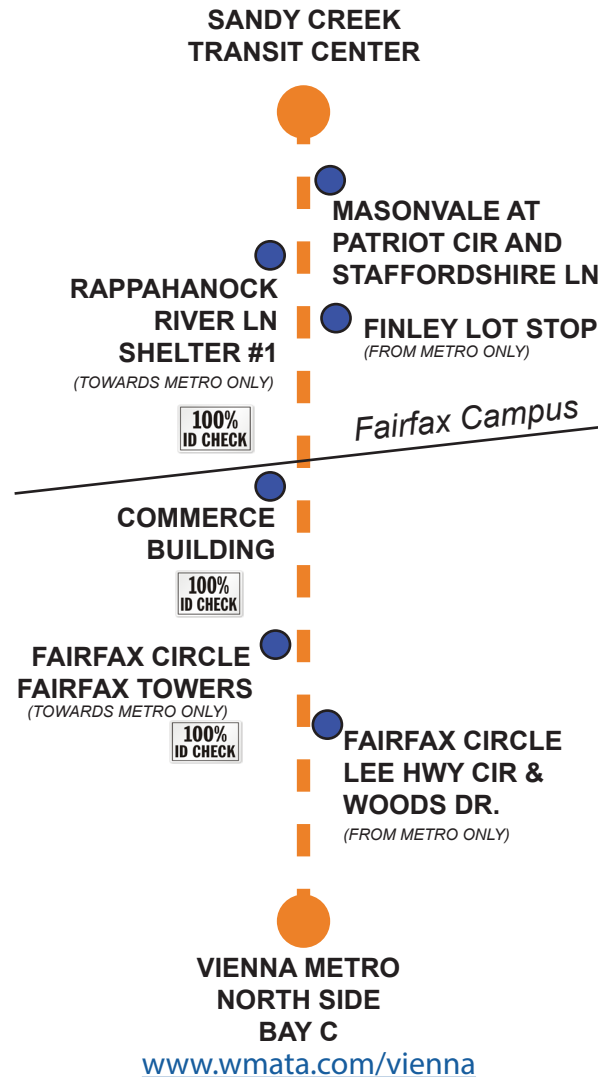 SANDY CREEK
TRANSIT CENTER
MASONVALE AT
PATRIOT CIR AND
STAFFORDSHIRE LN
RAPPAHANOCK
RIVER LN
SHELTER #1
(TOWARDS METRO ONLY)
FINLEY LOT STOP
(FROM METRO ONLY)
100%
ID CHECK
Fairfax Campus
COMMERCE
BUILDING
100%
ID CHECK
FAIRFAX CIRCLE
FAIRFAX TOWERS
(TOWARDS METRO ONLY)
100%
ID CHECK
FAIRFAX CIRCLE
LEE HWY CIR &
WOODS DR.
(FROM METRO ONLY)
VIENNA METRO
NORTH SIDE
BAY C
www.wmata.com/vienna